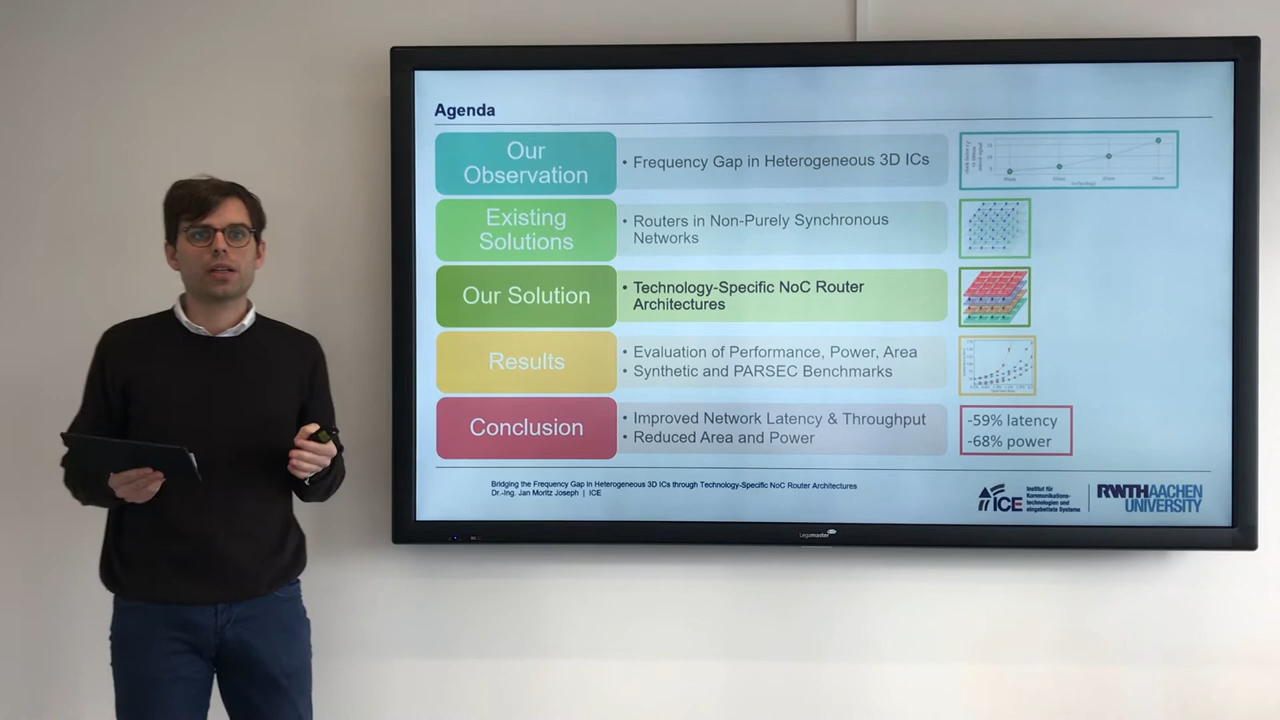 Agenda
Our
Observation
• Frequency Gap in Heterogeneous 3D ICs
Existing
Solutions
• Routers in Non-Purely Synchronous
Networks
Our Solution
• Technology-Specific NoC Router
Architectures
Results
• Evaluation of Performance, Power, Area
• Synthetic and PARSEC Benchmarks
Conclusion
• Improved Network Latency & Throughput
• Reduced Area and Power
-59% latency
-68% power
Bridging the Frequency Gap in Heterogeneous 3D ICs through Technology-Specific NoC Router Architectures
Dr.-Ing. Jan Moritz Joseph | ICE
ICE
Institut für
Kommunikations-
technologien und
eingebettete Systeme
RWTHAACHEN
UNIVERSITY
Legamaster